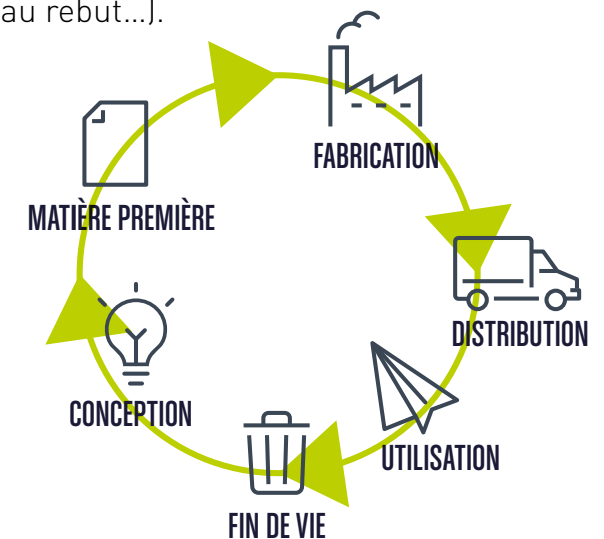 au rebut…).
FABRICATION
MATIÈRE PREMIÈRE
DISTRIBUTION
CONCEPTION
UTILISATION
FIN DE VIE